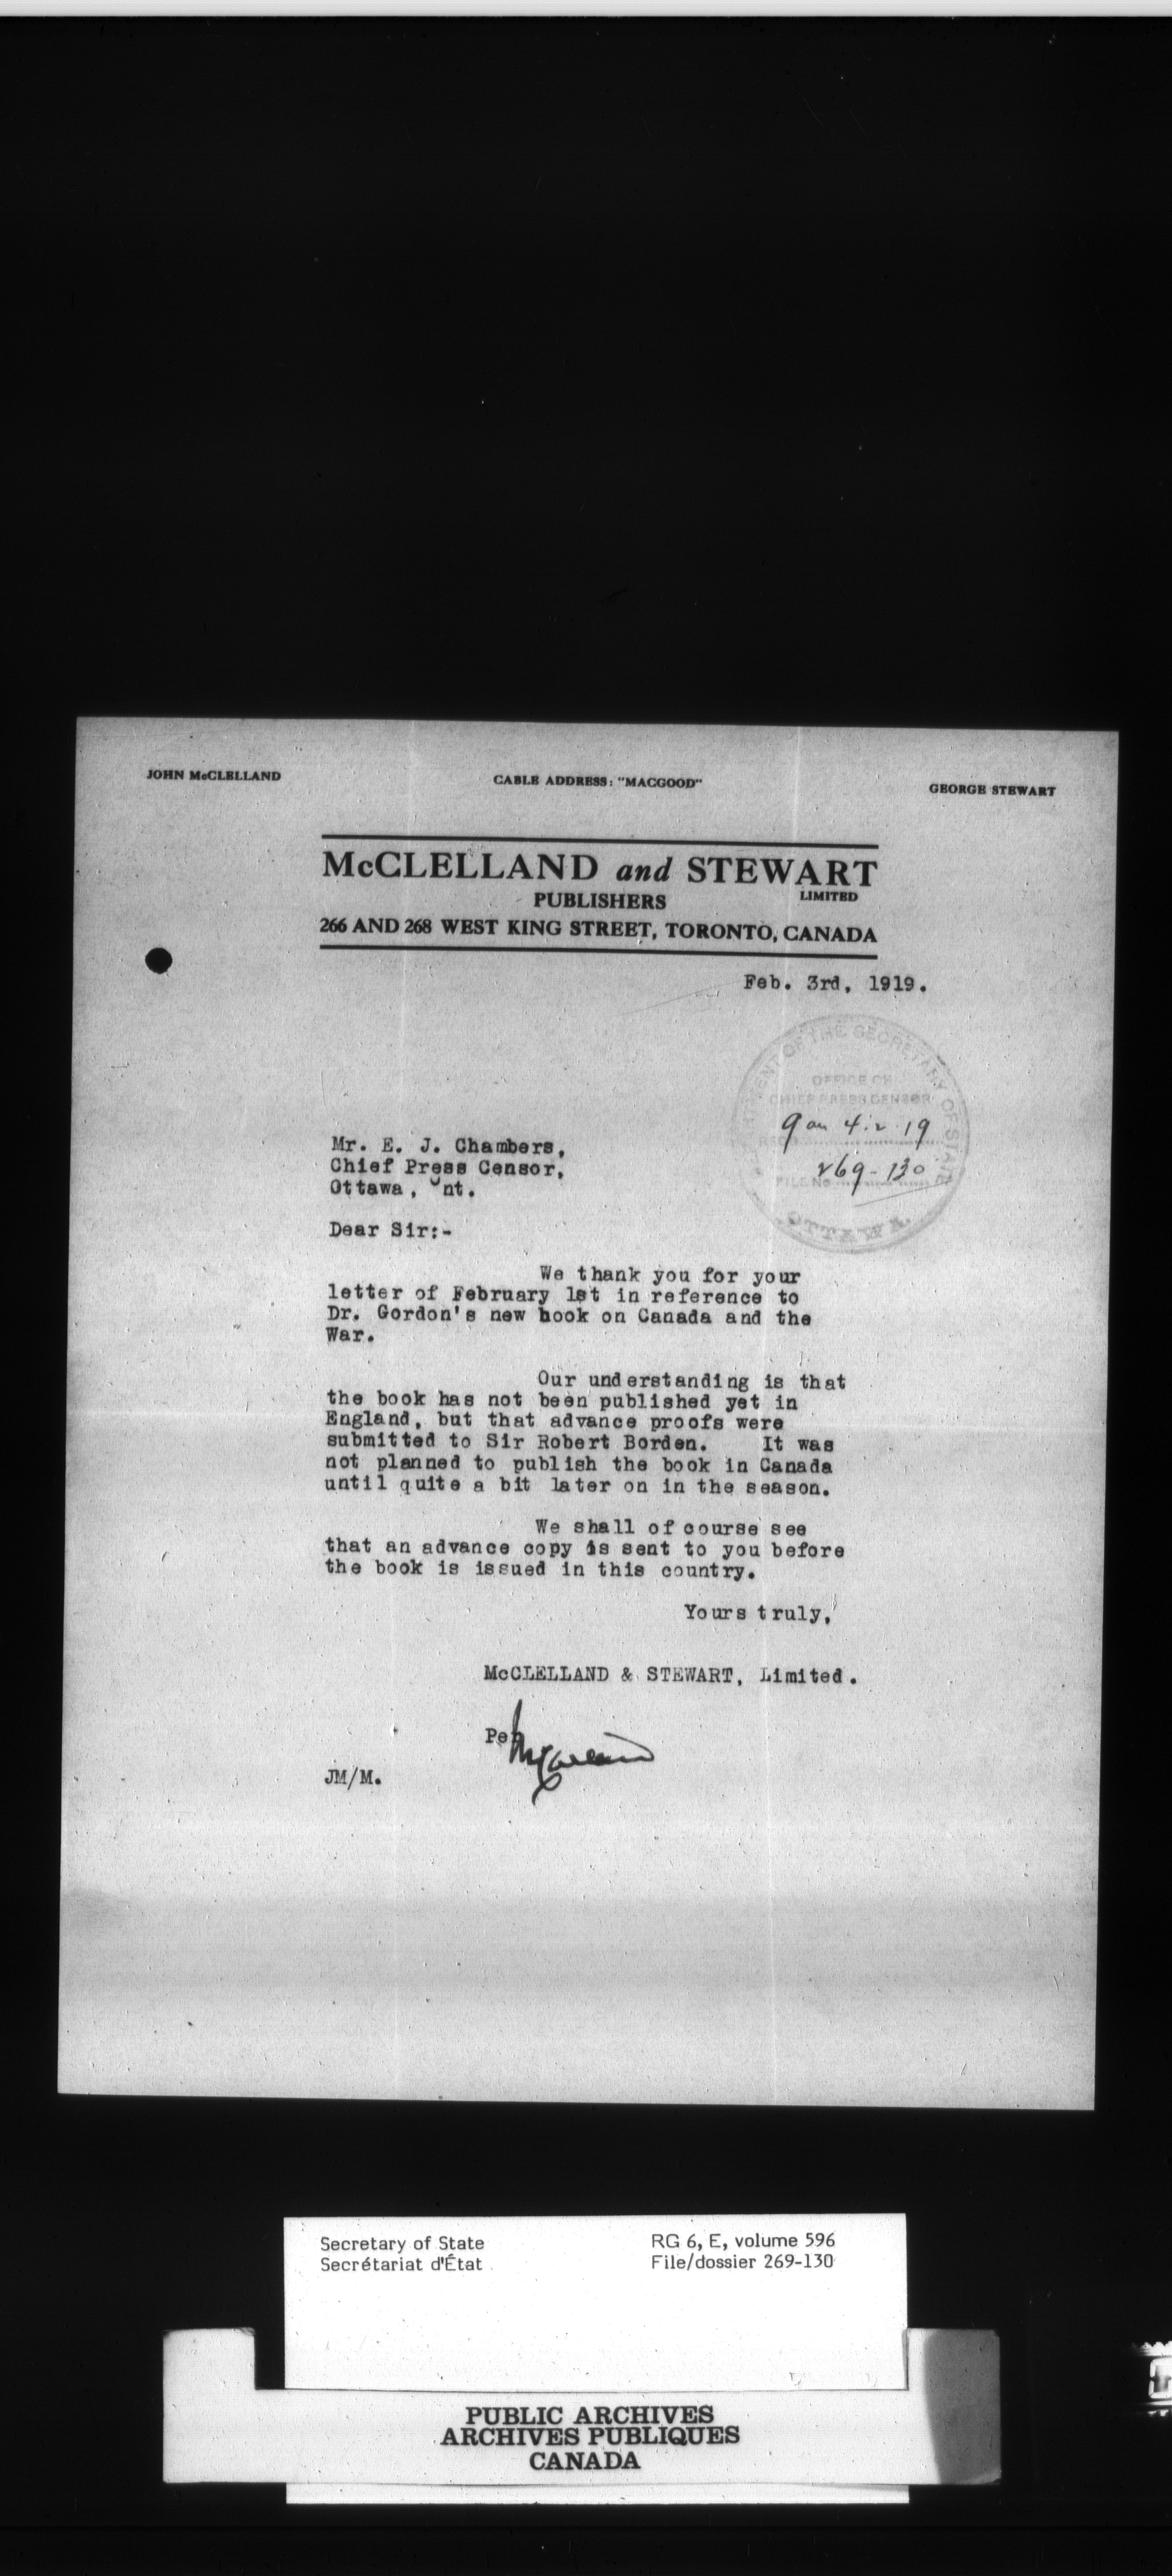 JOHN McCLELLAND
CABLE ADDRESS: "MACGOOD"
GEORGE STEWART
McCLELLAND and STEWART
LIMITED
PUBLISHERS
266 AND 268 WEST KING STREET, TORONTO, CANADA
Feb. 3rd, 1919.
DEPARTMENT OF THE SECRETARY OF STATE
OFFICE OF
CHIEF PRESS CENSOR
9 am 4.2.19
FILE No 269-130
OTTAWA
Mr. E. J. Chambers,
Chief Press Censor,
Ottawa, Ont.
Dear Sir:-
We thank you for your
letter of February 1st in reference to
Dr. Gordon's new book on Canada and the
War.
Our understanding is that
the book has not been published yet in
England, but that advance proofs were
submitted to Sir Robert Borden. It was
not planned to publish the book in Canada
until quite a bit later on in the season.
We shall of course see
that an advance copy is sent to you before
the book is issued in this country.
Yours truly,
McCLELLAND & STEWART, Limited.
Per
JM/M.
Secretary of State
Secrétariat d'État
RG 6, E, volume 596
File/dossier 269-130
PUBLIC ARCHIVES
ARCHIVES PUBLIQUES
CANADA